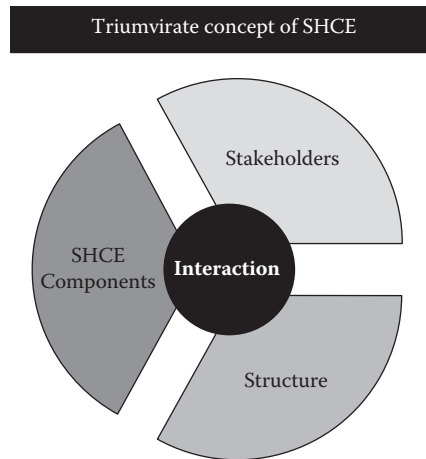 Triumvirate concept of SHCE
Stakeholders
SHCE
Components
Interaction
Structure